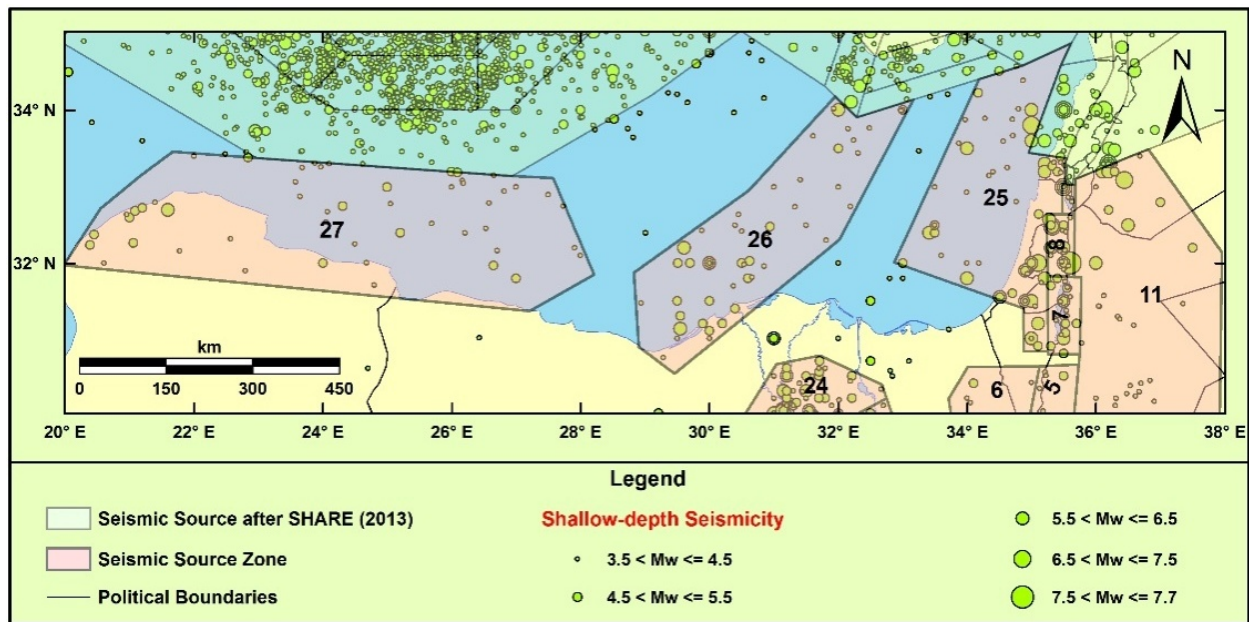 N
34° N
32° N
27
26
25
8
7
11
24
6
5
km
0 150 300 450
20° E 22° E 24° E 26° E 28° E 30° E 32° E 34° E 36° E 38° E
Legend
Seismic Source after SHARE (2013)
Seismic Source Zone
Political Boundaries
Shallow-depth Seismicity
3.5 < Mw <= 4.5
4.5 < Mw <= 5.5
5.5 < Mw <= 6.5
6.5 < Mw <= 7.5
7.5 < Mw <= 7.7